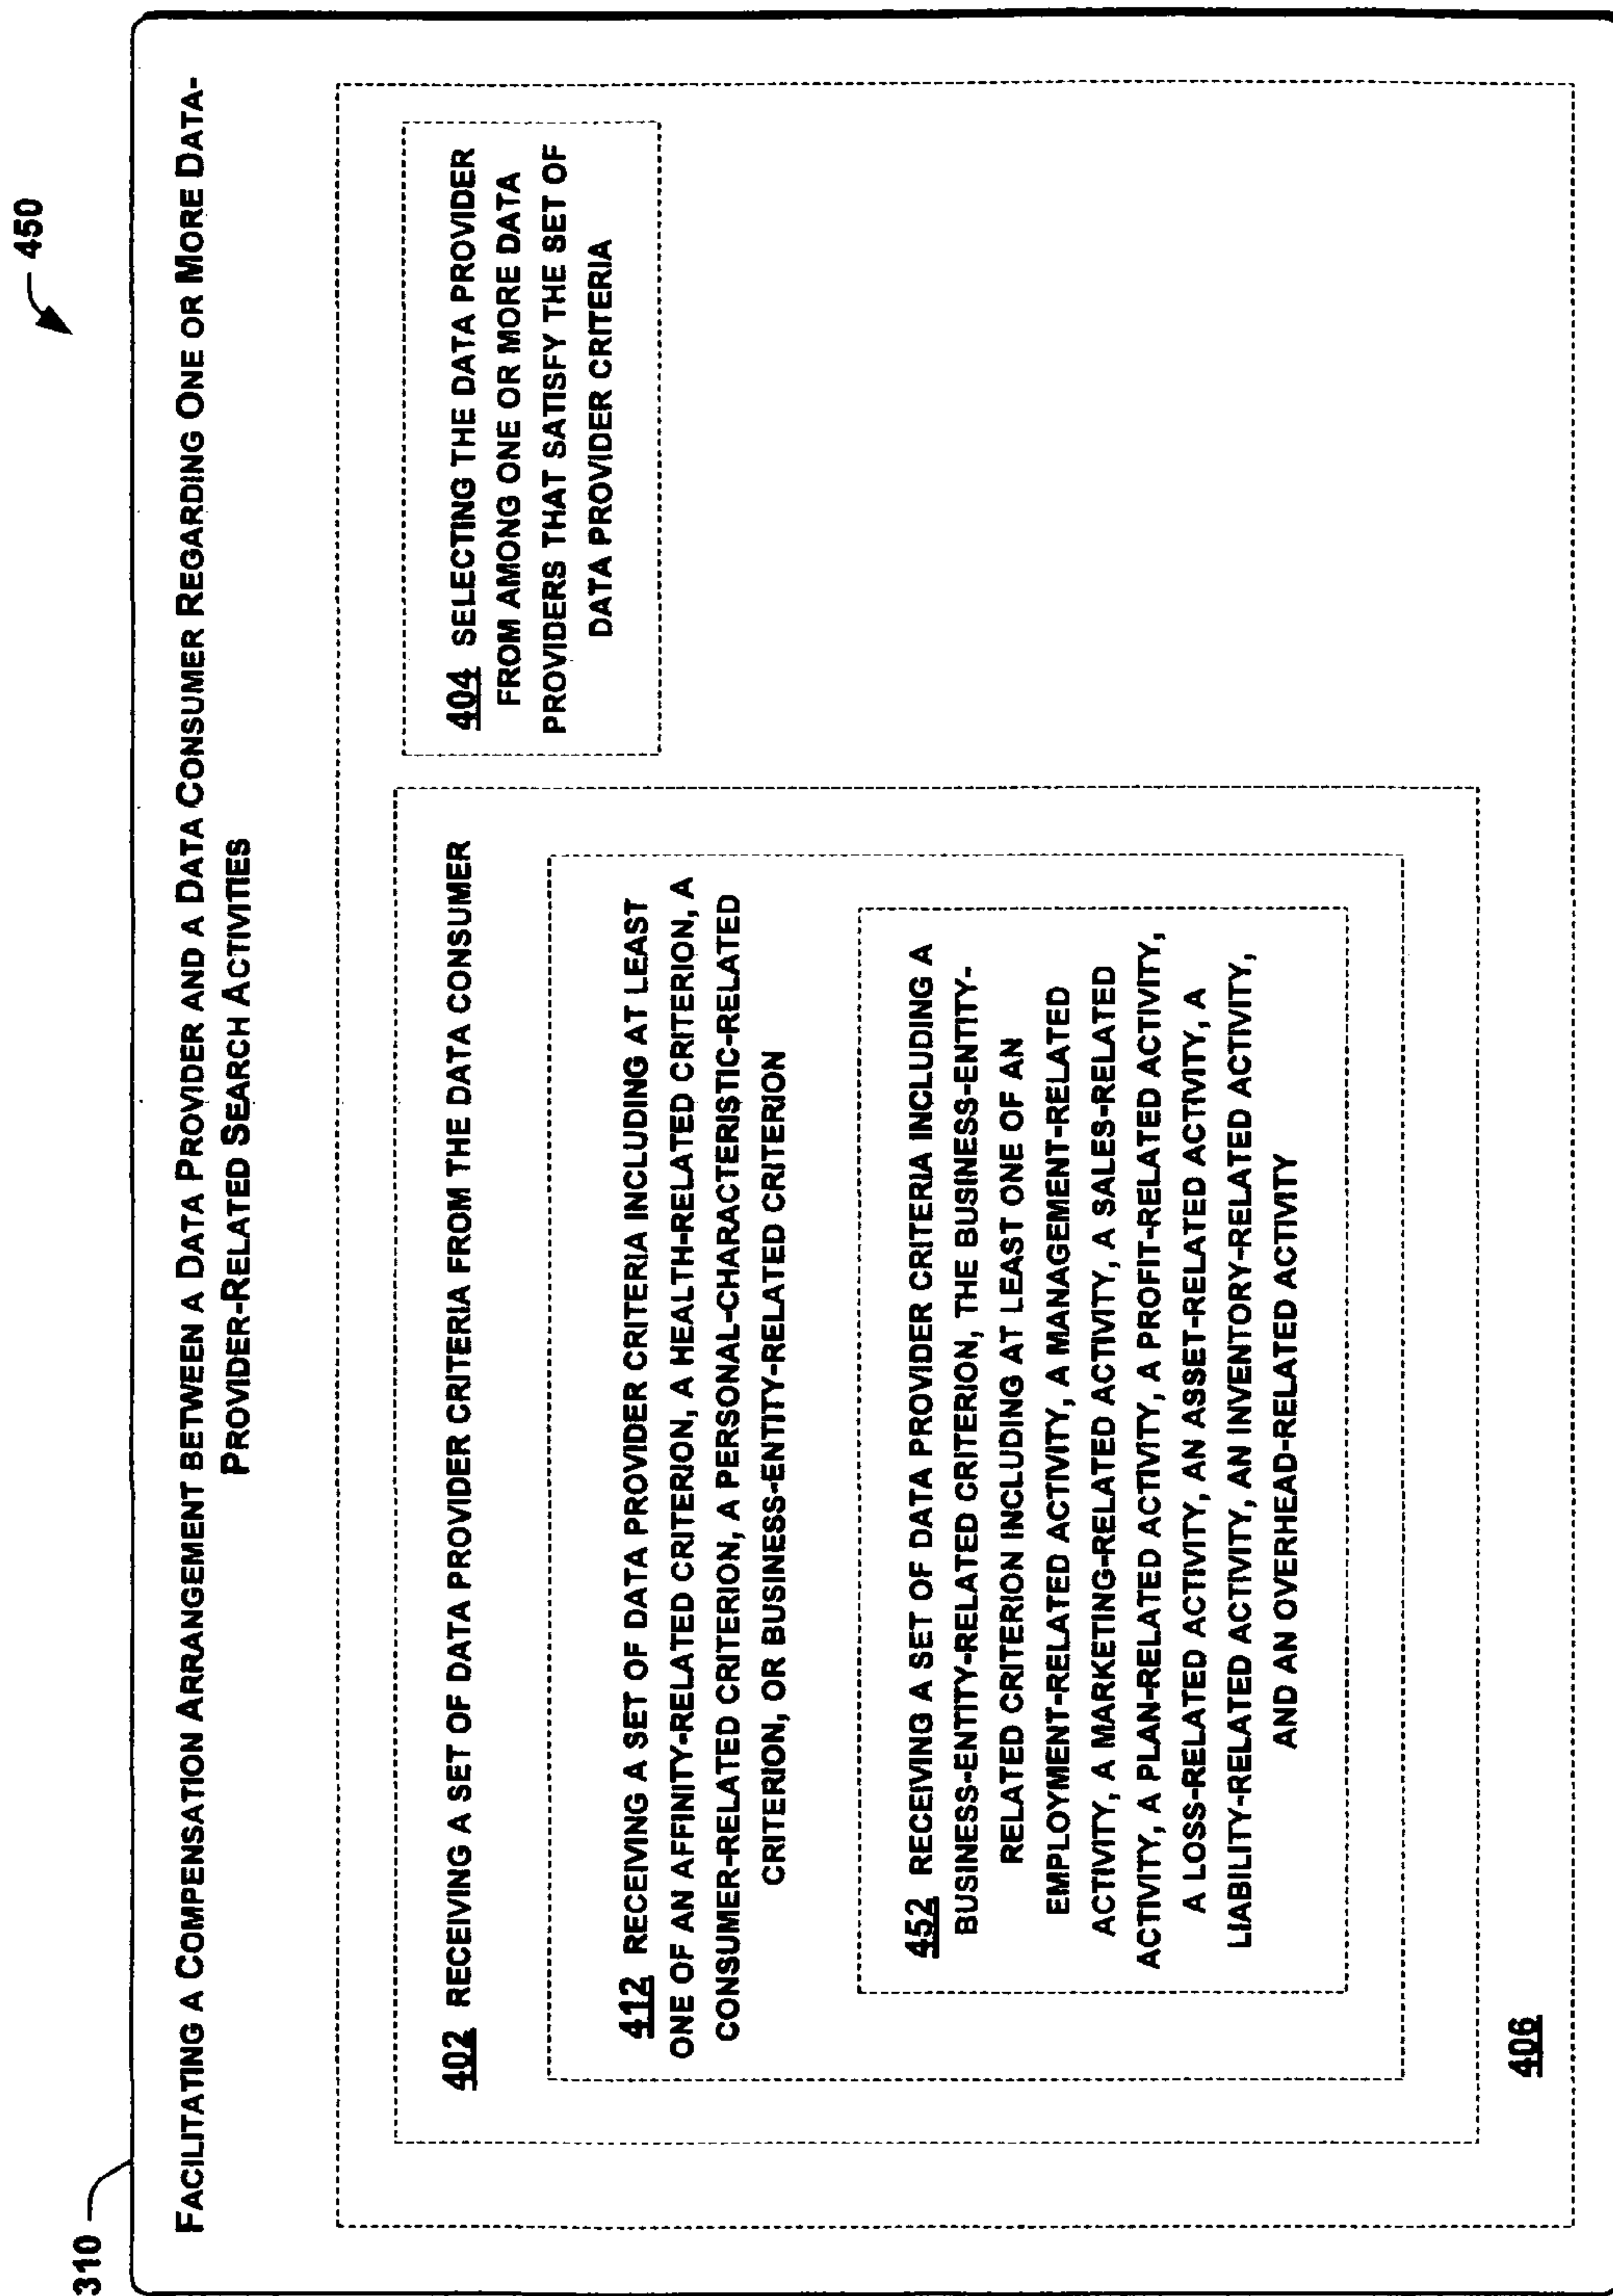 450
310
FACILITATING A COMPENSATION ARRANGEMENT BETWEEN A DATA PROVIDER AND A DATA CONSUMER REGARDING ONE OR MORE DATA-
PROVIDER-RELATED SEARCH ACTIVITIES
402 RECEIVING A SET OF DATA PROVIDER CRITERIA FROM THE DATA CONSUMER
412 RECEIVING A SET OF DATA PROVIDER CRITERIA INCLUDING AT LEAST
ONE OF AN AFFINITY-RELATED CRITERION, A HEALTH-RELATED CRITERION, A
CONSUMER-RELATED CRITERION, A PERSONAL-CHARACTERISTIC-RELATED
CRITERION, OR BUSINESS-ENTITY-RELATED CRITERION
452 RECEIVING A SET OF DATA PROVIDER CRITERIA INCLUDING A
BUSINESS-ENTITY-RELATED CRITERION, THE BUSINESS-ENTITY-
RELATED CRITERION INCLUDING AT LEAST ONE OF AN
EMPLOYMENT-RELATED ACTIVITY, A MANAGEMENT-RELATED
ACTIVITY, A MARKETING-RELATED ACTIVITY, A SALES-RELATED
ACTIVITY, A PLAN-RELATED ACTIVITY, A PROFIT-RELATED ACTIVITY,
A LOSS-RELATED ACTIVITY, AN ASSET-RELATED ACTIVITY, A
LIABILITY-RELATED ACTIVITY, AN INVENTORY-RELATED ACTIVITY,
AND AN OVERHEAD-RELATED ACTIVITY
404 SELECTING THE DATA PROVIDER
FROM AMONG ONE OR MORE DATA
PROVIDERS THAT SATISFY THE SET OF
DATA PROVIDER CRITERIA
406